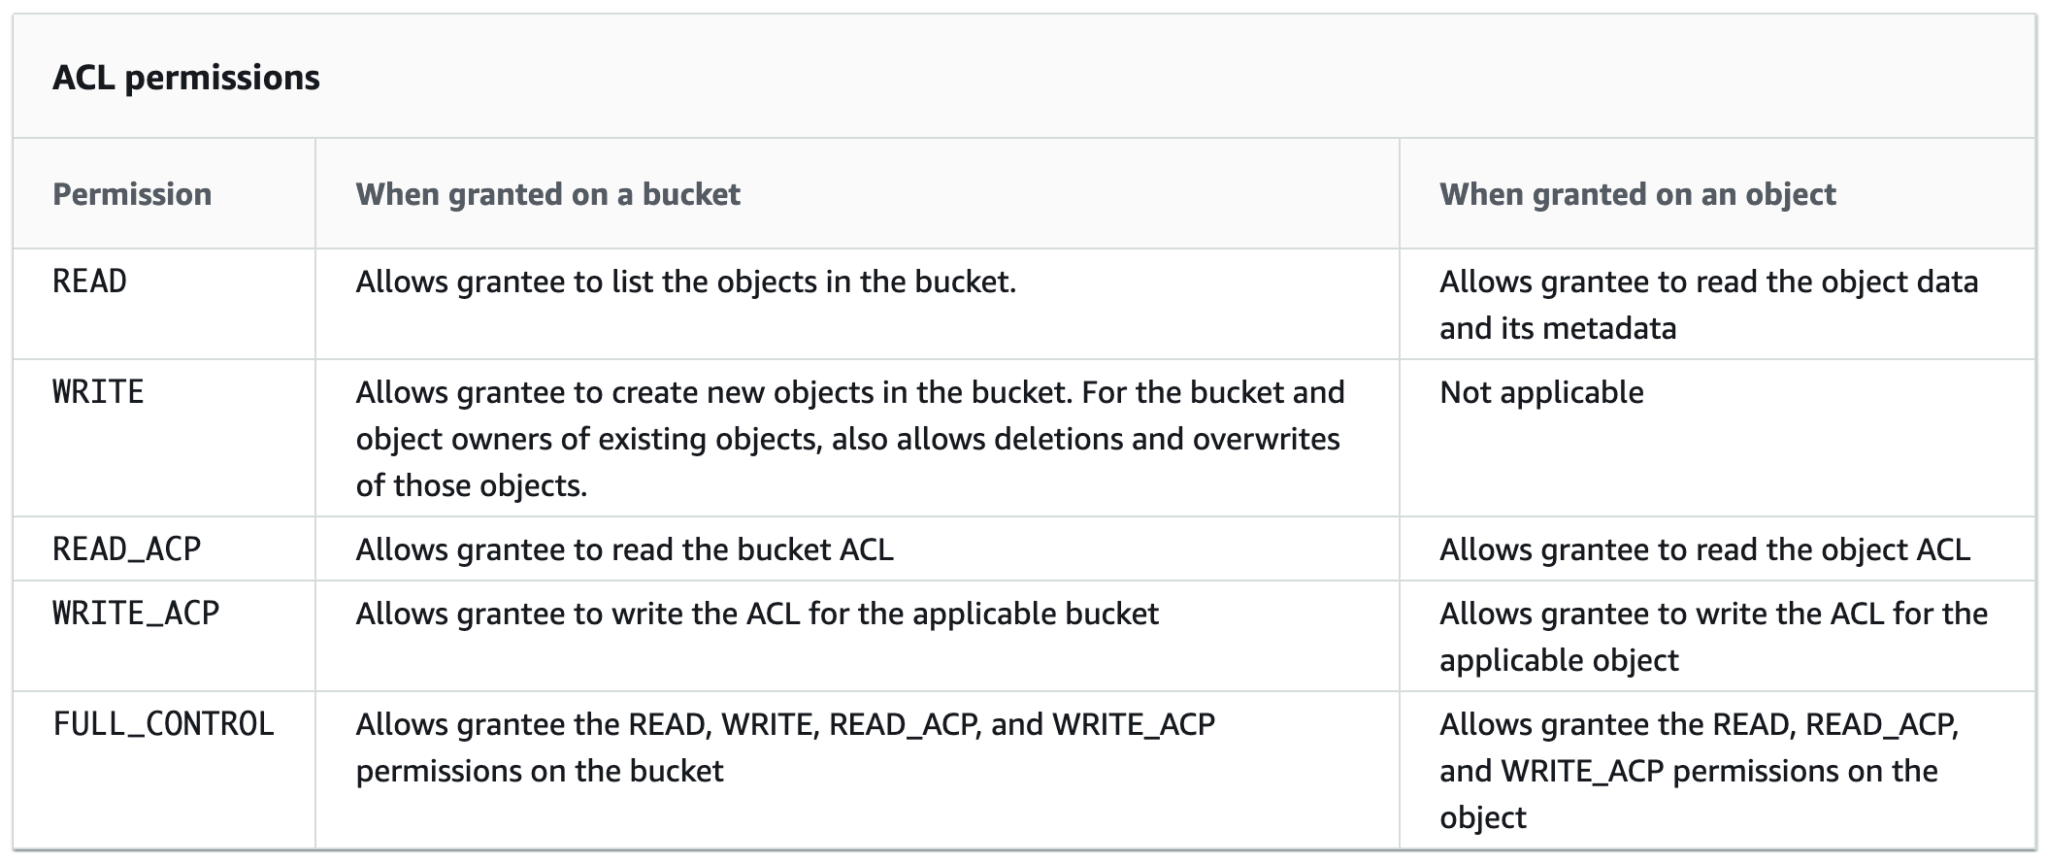 ACL permissions
Permission
When granted on a bucket
When granted on an object
READ
Allows grantee to list the objects in the bucket.
Allows grantee to read the object data
and its metadata
WRITE
Allows grantee to create new objects in the bucket. For the bucket and
object owners of existing objects, also allows deletions and overwrites
of those objects.
Not applicable
READ_ACP
Allows grantee to read the bucket ACL
Allows grantee to read the object ACL
WRITE_ACP
Allows grantee to write the ACL for the applicable bucket
Allows grantee to write the ACL for the
applicable object
FULL_CONTROL
Allows grantee the READ, WRITE, READ_ACP, and WRITE_ACP
permissions on the bucket
Allows grantee the READ, READ_ACP,
and WRITE_ACP permissions on the
object